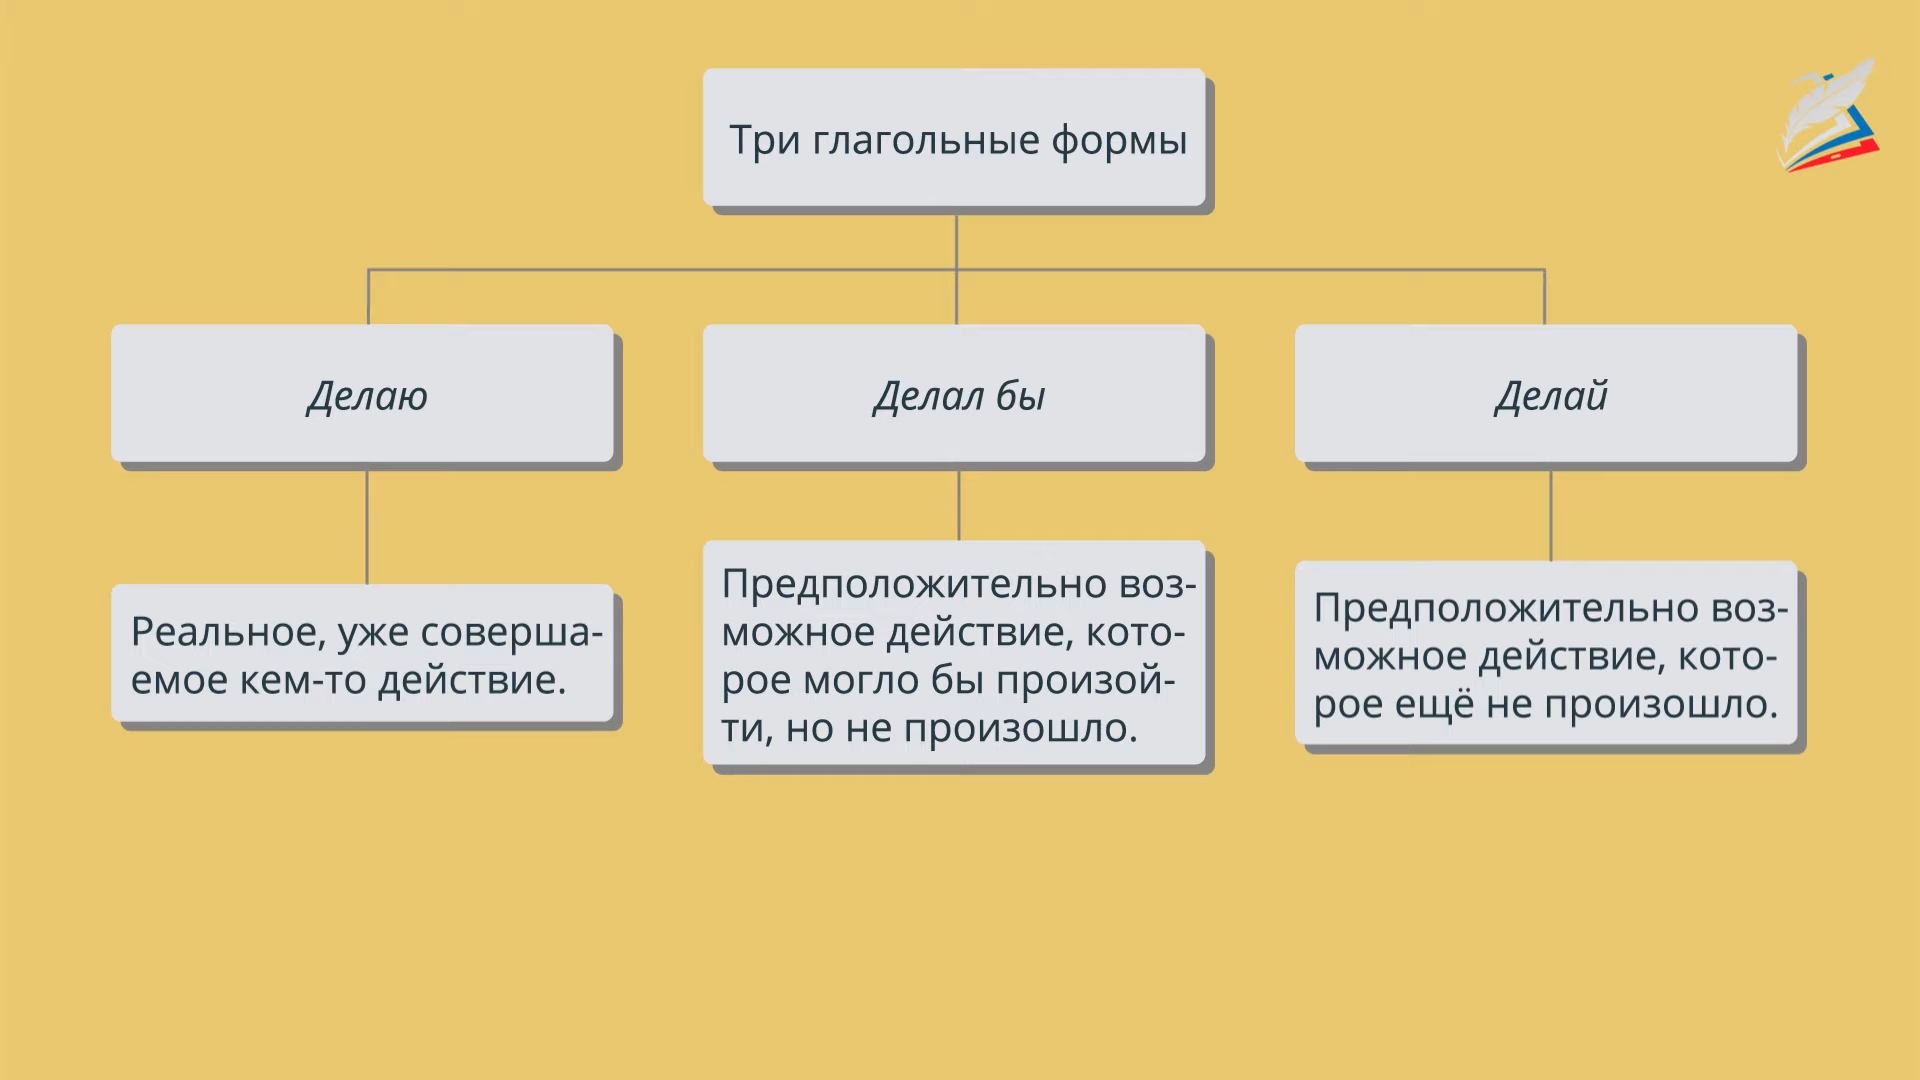 Три глагольные формы
Делаю
Делал бы
Делай
Реальное, уже соверша-
емое кем-то действие.
Предположительно воз-
можное действие, кото-
рое могло бы произой-
ти, но не произошло.
Предположительно воз-
можное действие, кото-
рое ещё не произошло.